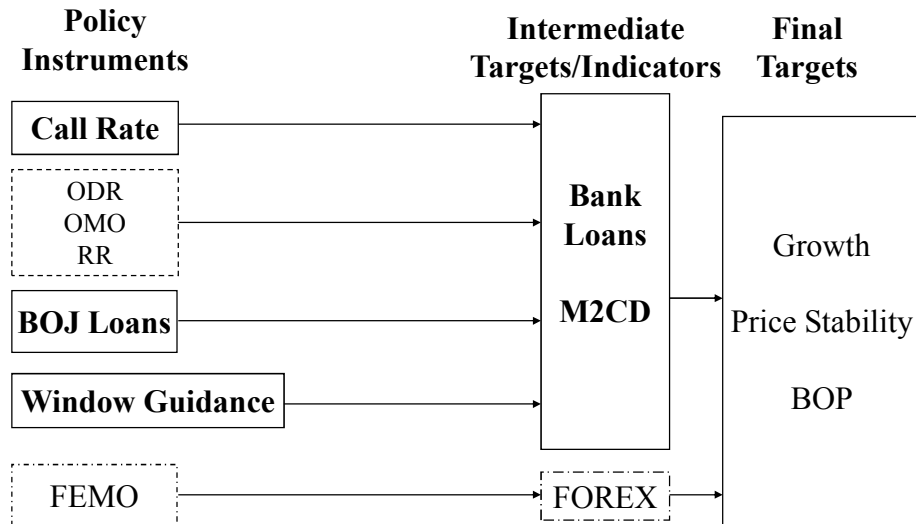 Policy
Instruments
Intermediate
Targets/Indicators
Final
Targets
Call Rate
ODR
OMO
RR
BOJ Loans
Window Guidance
FEMO
Bank
Loans
M2CD
FOREX
Growth
Price Stability
BOP